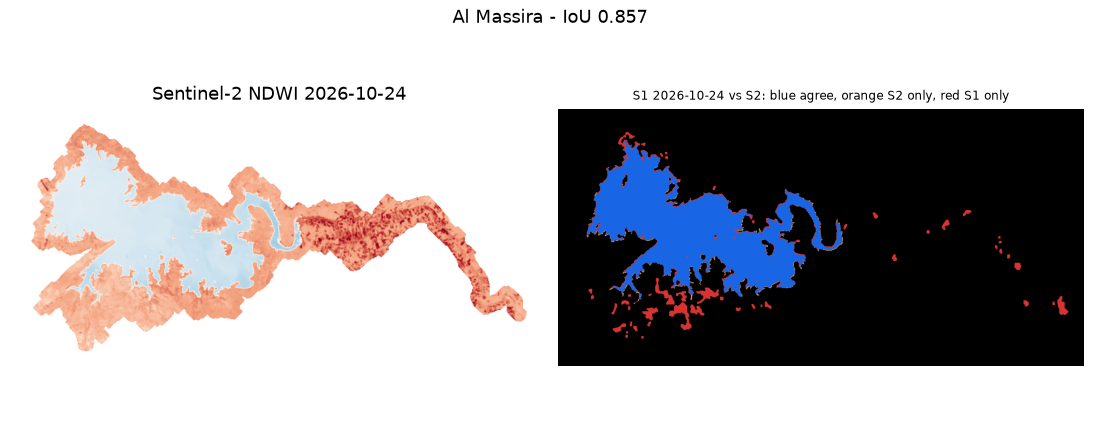 Al Massira - IoU 0.857
Sentinel-2 NDWI 2026-10-24
S1 2026-10-24 vs S2: blue agree, orange S2 only, red S1 only